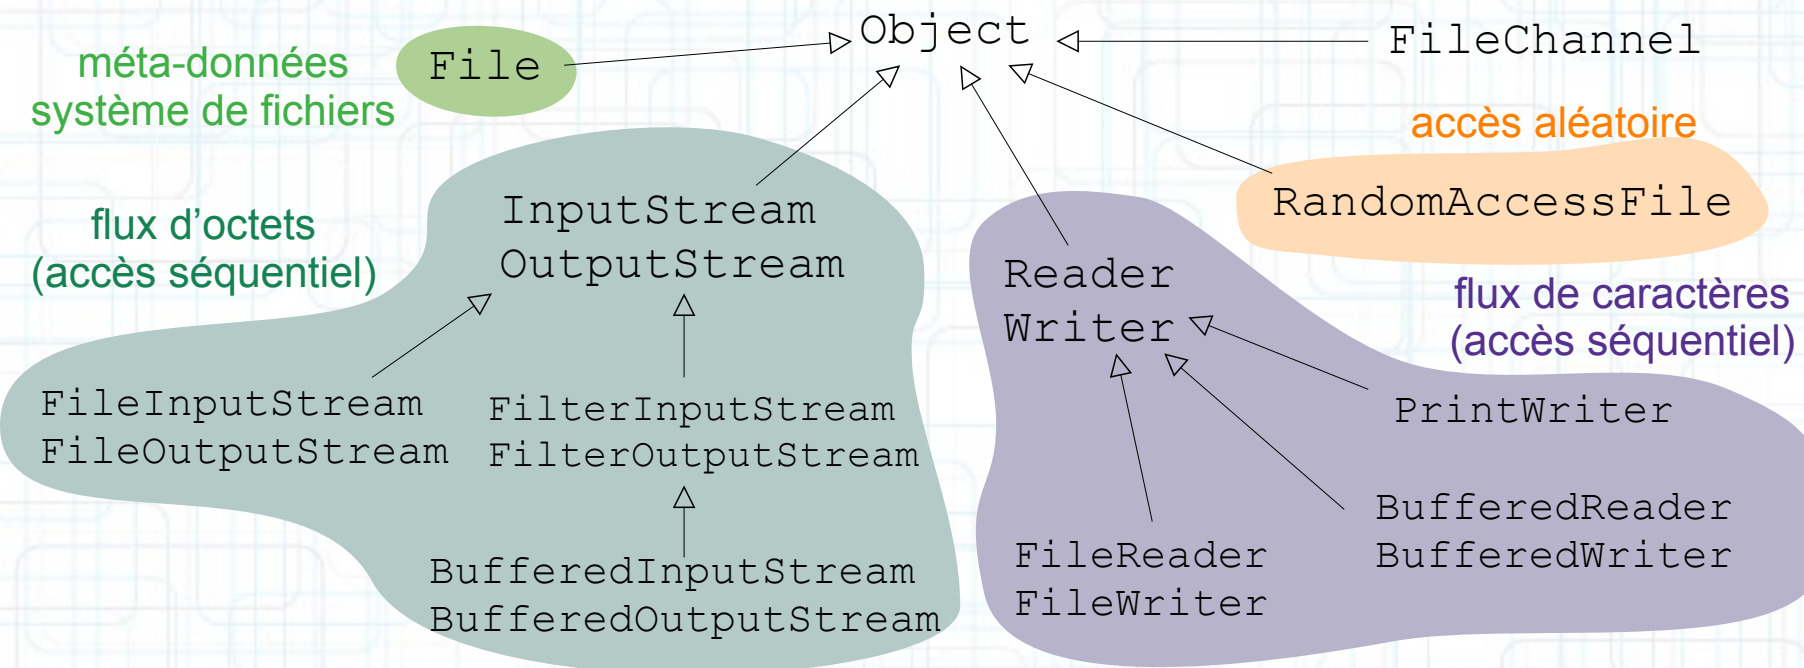 Object
FileChannel
méta-données
système de fichiers
File
accès aléatoire
RandomAccessFile
flux d’octets
(accès séquentiel)
InputStream
OutputStream
Reader
Writer
flux de caractères
(accès séquentiel)
FileInputStream
FileOutputStream
FilterInputStream
FilterOutputStream
PrintWriter
BufferedInputStream
BufferedOutputStream
FileReader
FileWriter
BufferedReader
BufferedWriter